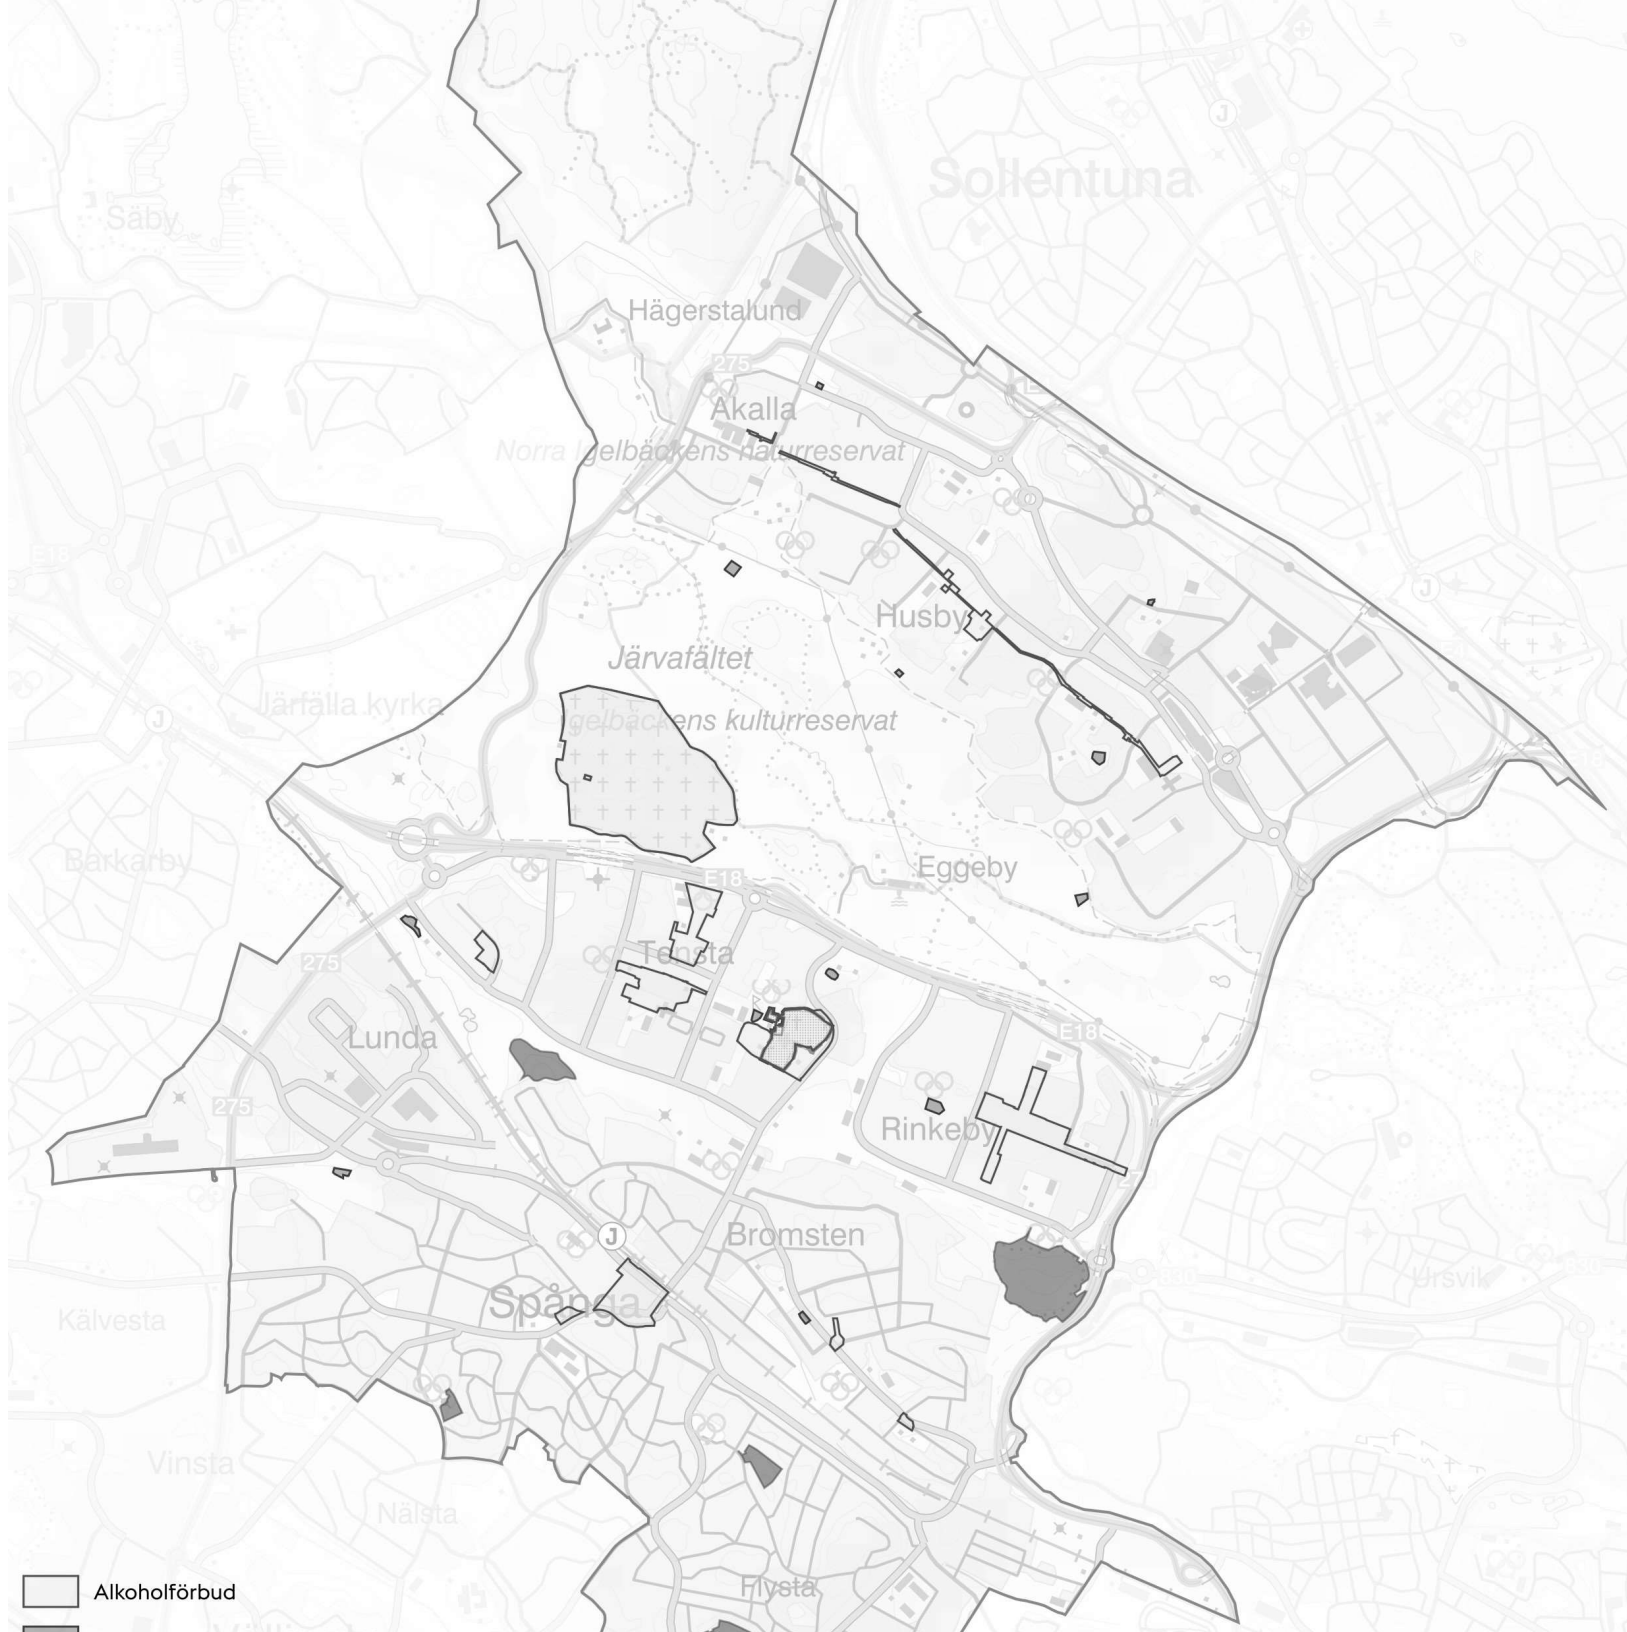 Sollentuna
J
Säby
Hägerstalund
275
Akalla
Norra Igelbäckens naturreservat
E18
J
Husby
Järvafältet
Järfälla kyrka
J
Igelbäckens kulturreservat
Barkarby
Eggeby
E18
Tensta
275
Lunda
E18
275
Rinkeby
J
Bromsten
Ursvik
Spånga
Kälvesta
Vinsta
Nälsta
Flysta
Alkoholförbud